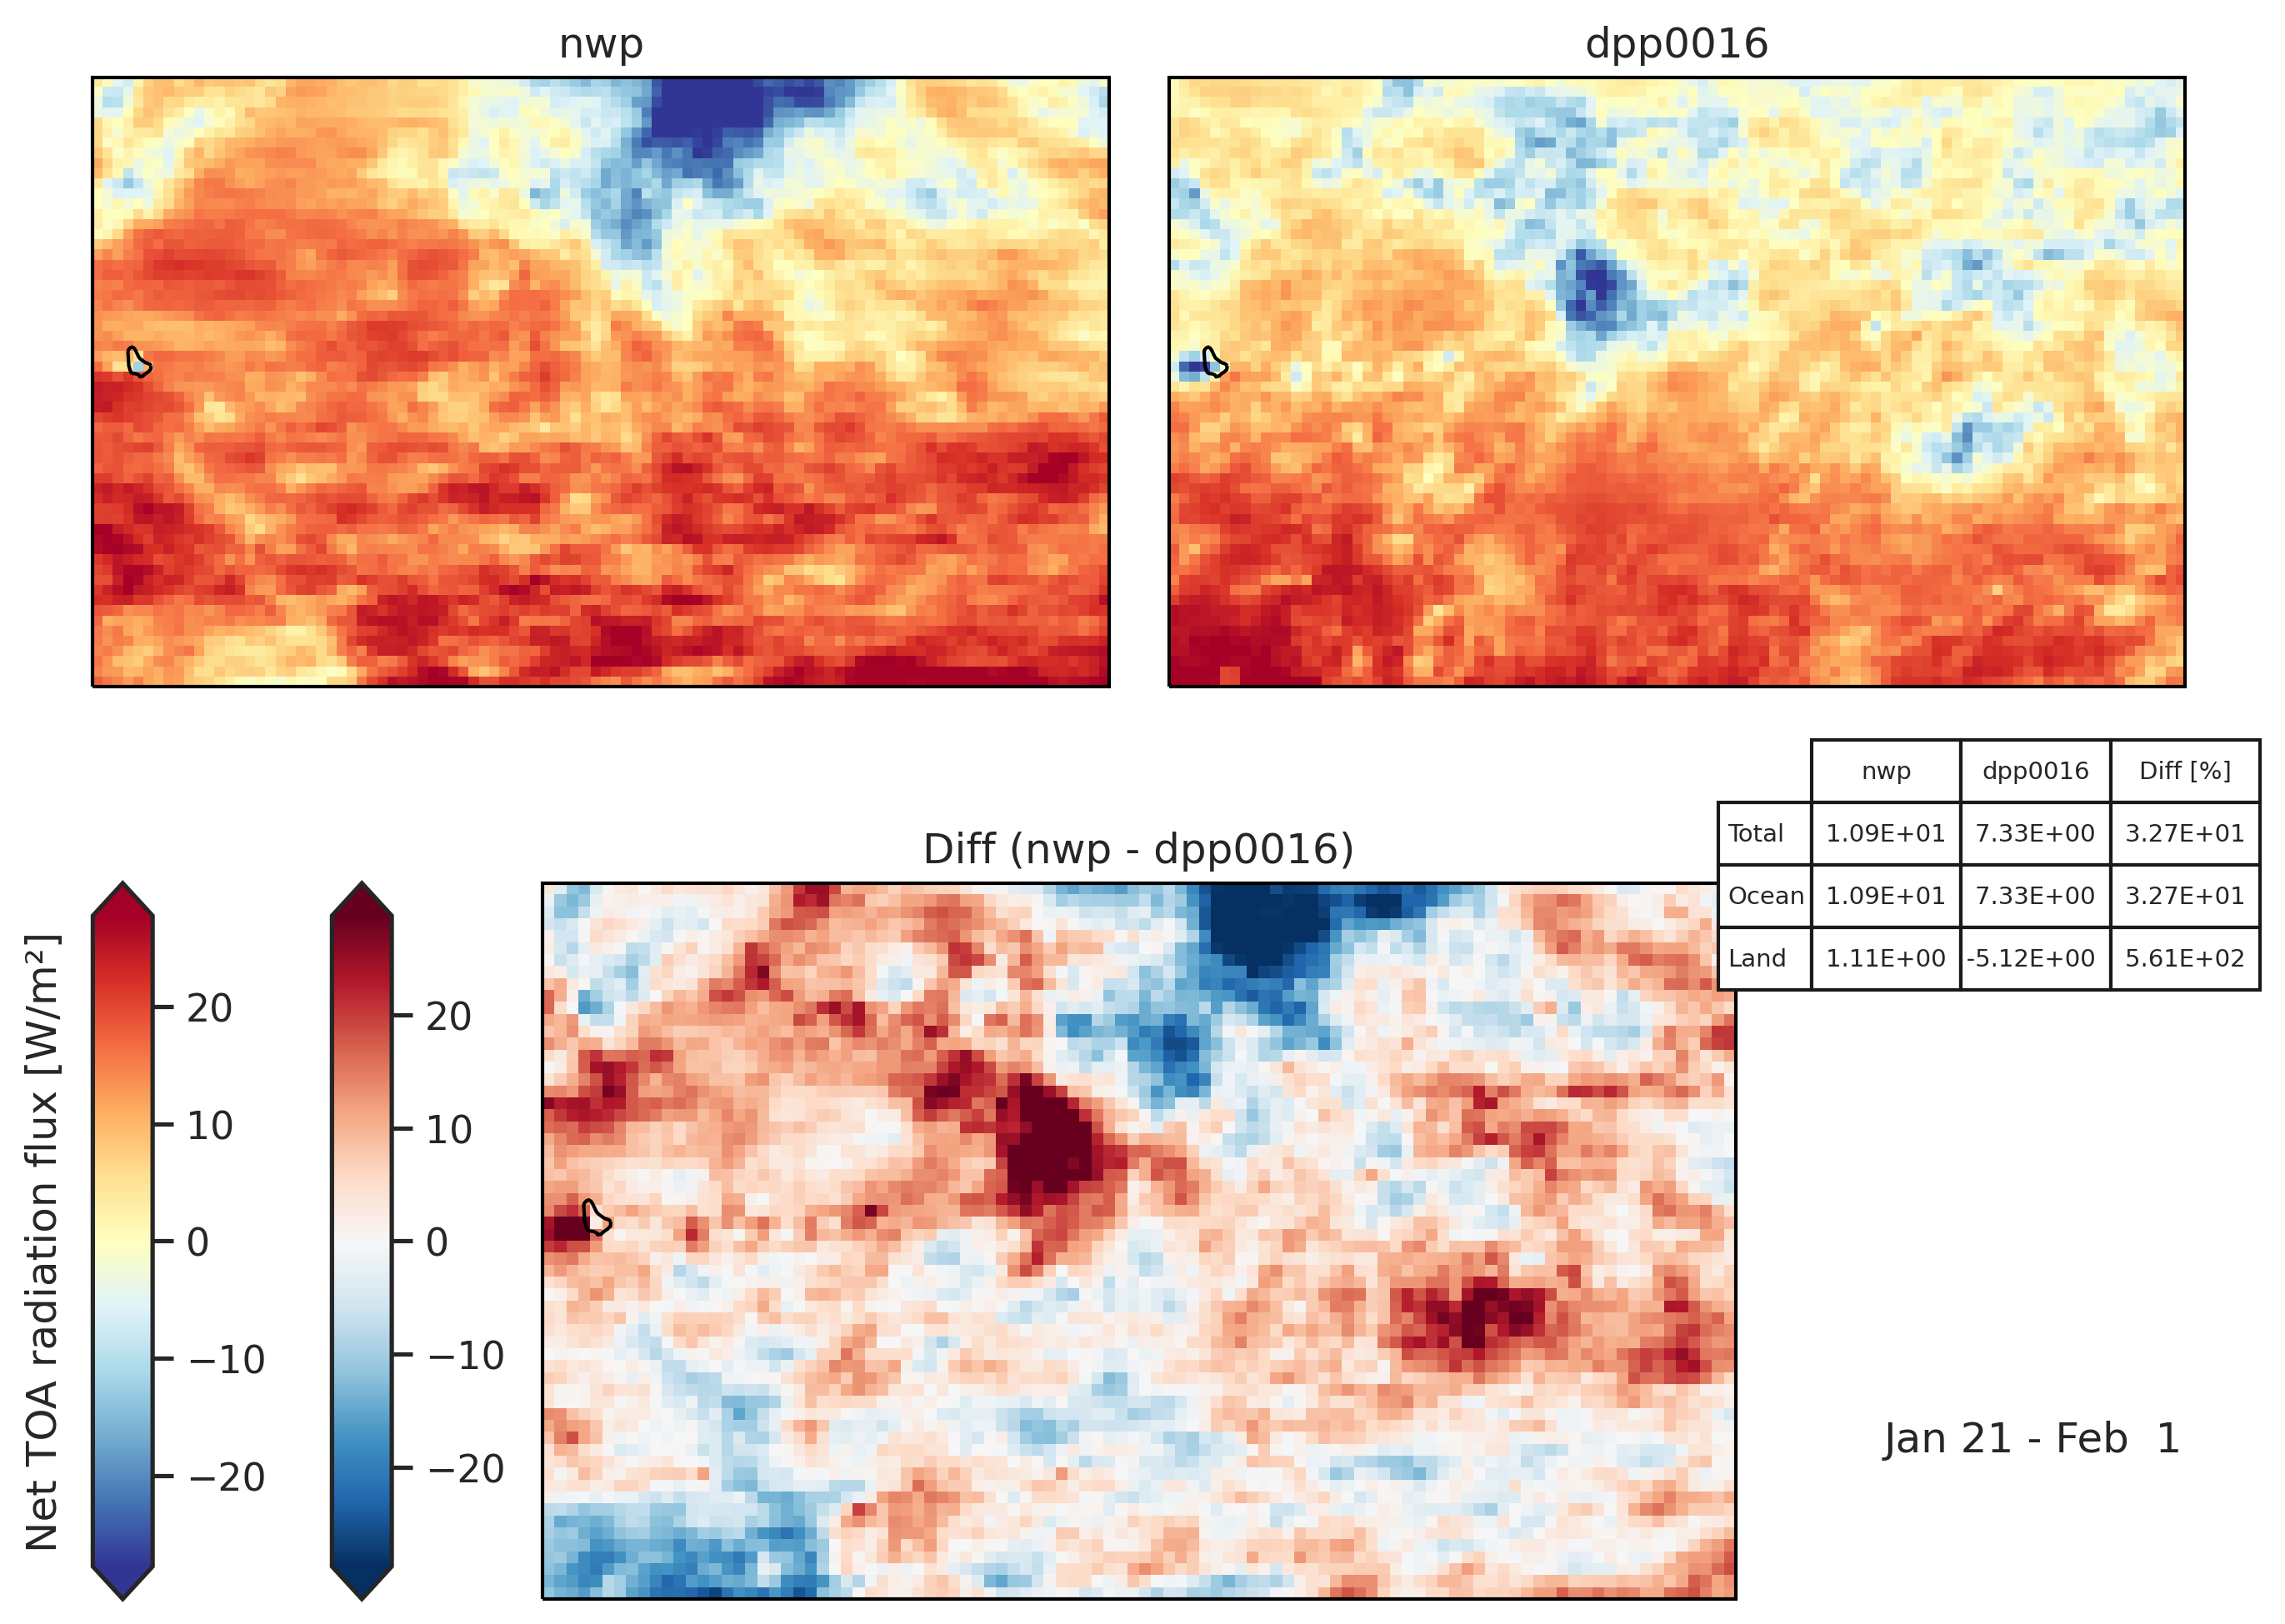 nwp
dpp0016
nwp dpp0016 Diff [%]
Total 1.09E+01 7.33E+00 3.27E+01
Ocean 1.09E+01 7.33E+00 3.27E+01
Land 1.11E+00 -5.12E+00 5.61E+02
Diff (nwp - dpp0016)
Net TOA radiation flux [W/m²]
20
10
0
−10
−20
20
10
0
−10
−20
Jan 21 - Feb  1